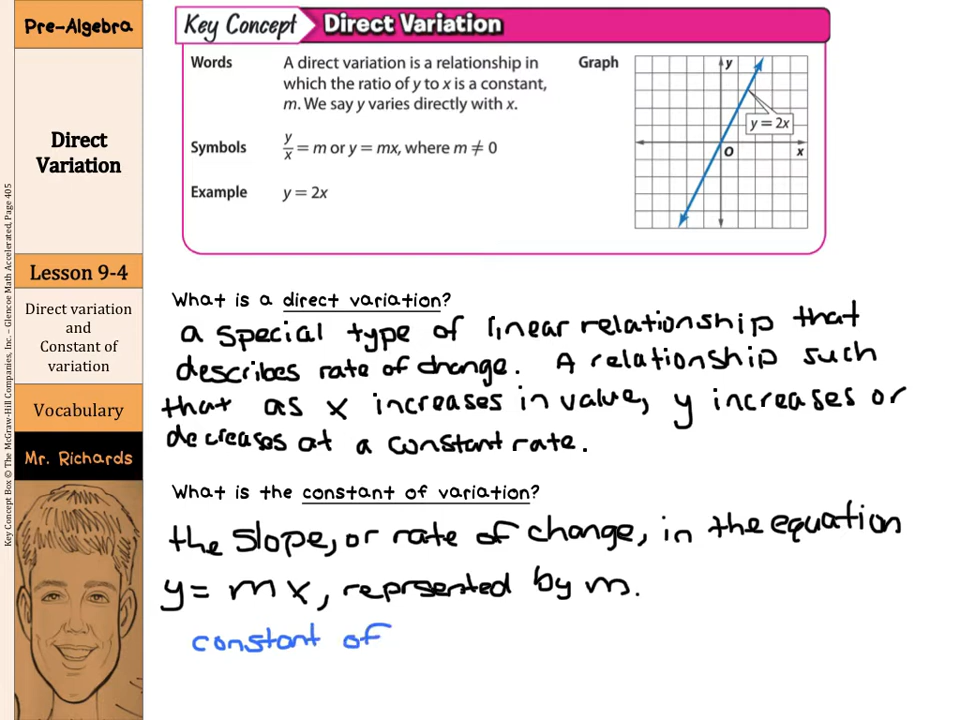 Pre-Algebra
Direct
Variation
Lesson 9-4
Direct variation
and
Constant of
variation
Vocabulary
Mr. Richards
Key Concept Box © The McGraw-Hill Companies, Inc. – Glencoe Math Accelerated, Page 405
Key Concept Direct Variation
Words A direct variation is a relationship in
which the ratio of y to x is a constant,
m. We say y varies directly with x.
Symbols y/x = m or y = mx, where m ≠ 0
Example y = 2x
Graph
y
y = 2x
O
x
What is a direct variation?
a special type of linear relationship that
describes rate of change. A relationship such
that as x increases in value, y increases or
decreases at a constant rate.
What is the constant of variation?
the slope, or rate of change, in the equation
y = mx, reprsented by m.
constant of